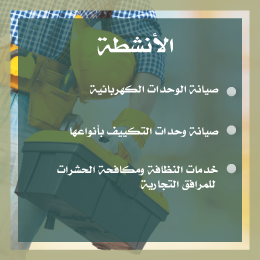 الأنشطة
صيانة الوحدات الكهربائية
صيانة وحدات التكييف بأنواعها
خدمات النظافة ومكافحة الحشرات
للمرافق التجارية